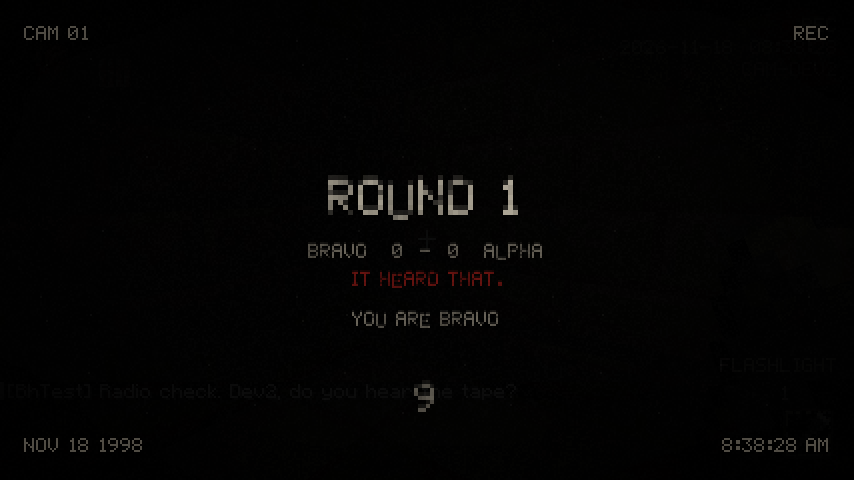 CAM 01
REC
ROUND 1
BRAVO 0 - 0 ALPHA
IT HEARD THAT.
YOU ARE BRAVO
FLASHLIGHT
Radio check. Dev2, do you hear the tape?
9
NOV 18 1998
8:38:28 AM